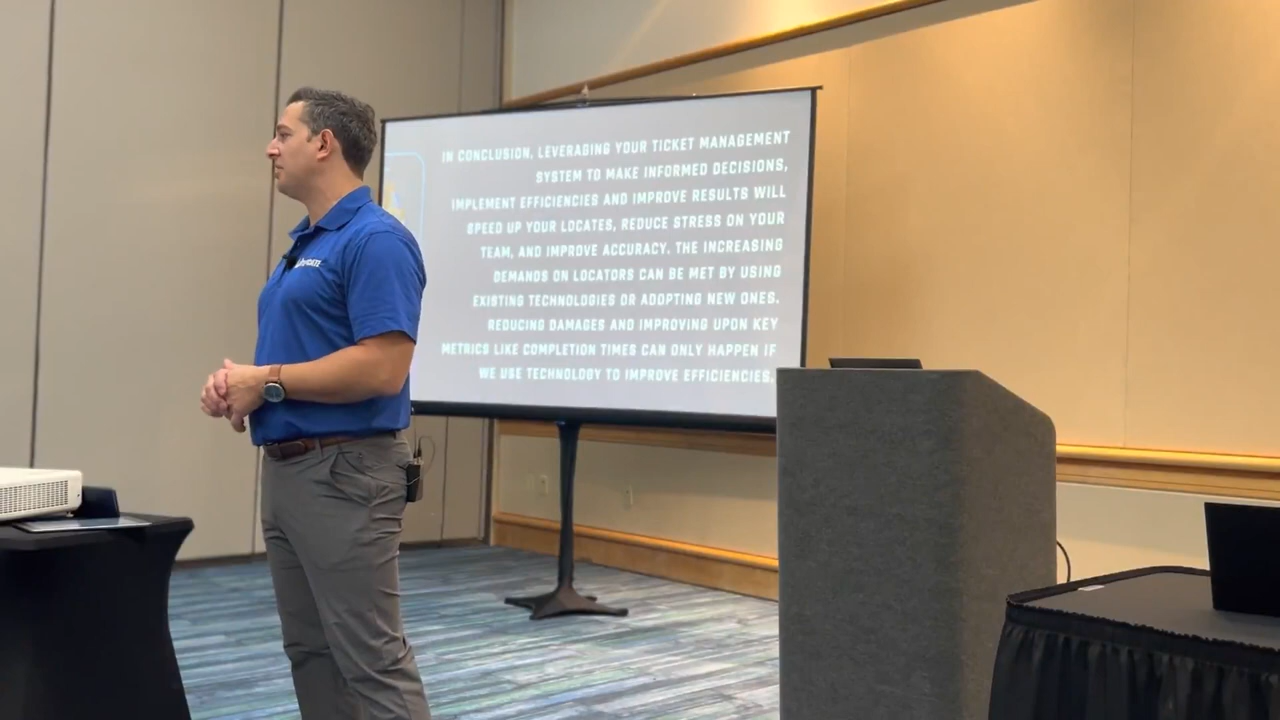 IN CONCLUSION, LEVERAGING YOUR TICKET MANAGEMENT
SYSTEM TO MAKE INFORMED DECISIONS,
IMPLEMENT EFFICIENCIES AND IMPROVE RESULTS WILL
SPEED UP YOUR LOCATES, REDUCE STRESS ON YOUR
TEAM, AND IMPROVE ACCURACY. THE INCREASING
DEMANDS ON LOCATORS CAN BE MET BY USING
EXISTING TECHNOLOGIES OR ADOPTING NEW ONES.
REDUCING DAMAGES AND IMPROVING UPON KEY
METRICS LIKE COMPLETION TIMES CAN ONLY HAPPEN IF
WE USE TECHNOLOGY TO IMPROVE EFFICIENCIES.